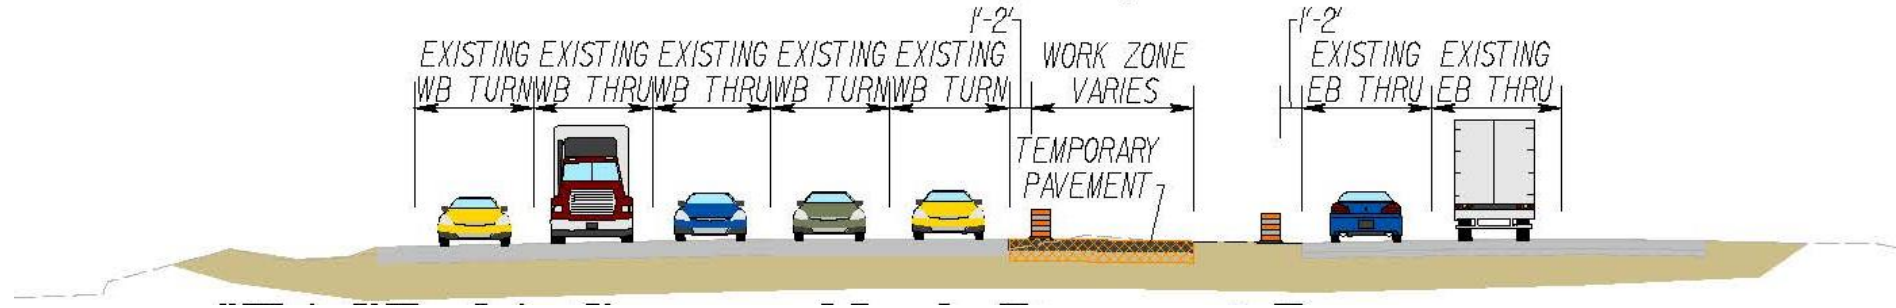 1'-2'
1'-2'
EXISTING EXISTING EXISTING EXISTING EXISTING WORK ZONE EXISTING EXISTING
WB TURN WB THRU WB THRU WB TURN WB TURN VARIES EB THRU EB THRU
TEMPORARY
PAVEMENT